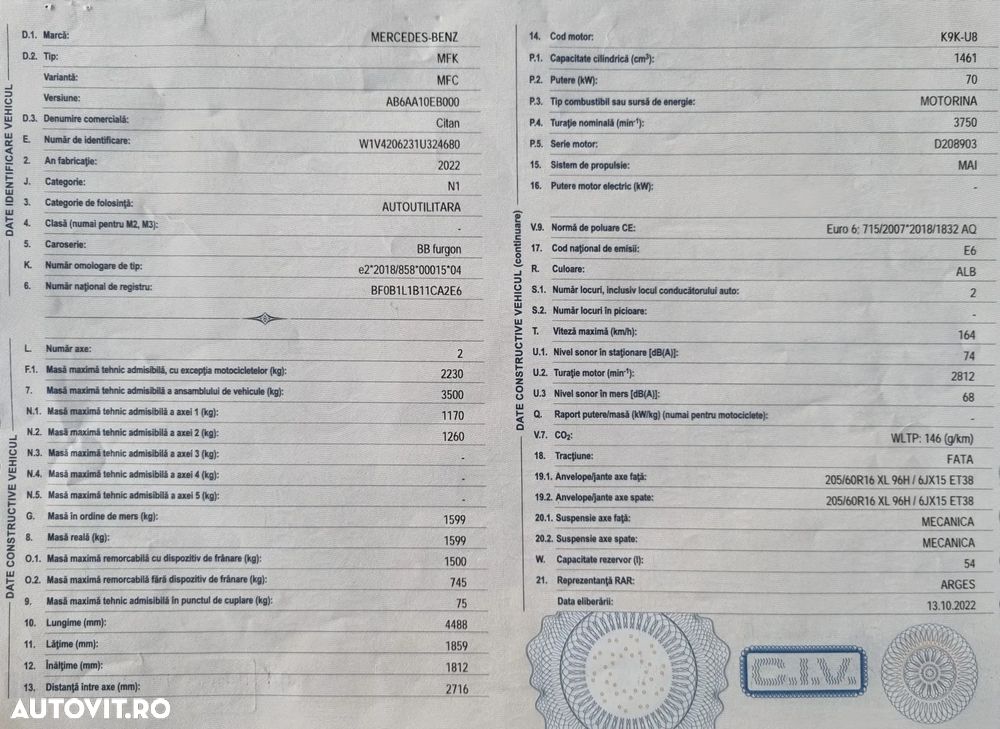 DATE IDENTIFICARE VEHICUL
D.1. Marcă: MERCEDES-BENZ
D.2. Tip: MFK
Variantă: MFC
Versiune: AB6AA10EB000
D.3. Denumire comercială: Citan
E. Număr de identificare: W1V4206231U324680
2. An fabricație: 2022
J. Categorie: N1
3. Categorie de folosință: AUTOUTILITARA
4. Clasă (numai pentru M2, M3): -
5. Caroserie: BB furgon
K. Număr omologare de tip: e2*2018/858*00015*04
6. Număr național de registru: BF0B1L1B11CA2E6
DATE CONSTRUCTIVE VEHICUL
L. Număr axe: 2
F.1. Masă maximă tehnic admisibilă, cu excepția motocicletelor (kg): 2230
7. Masă maximă tehnic admisibilă a ansamblului de vehicule (kg): 3500
N.1. Masă maximă tehnic admisibilă a axei 1 (kg): 1170
N.2. Masă maximă tehnic admisibilă a axei 2 (kg): 1260
N.3. Masă maximă tehnic admisibilă a axei 3 (kg): -
N.4. Masă maximă tehnic admisibilă a axei 4 (kg): -
N.5. Masă maximă tehnic admisibilă a axei 5 (kg): -
G. Masă în ordine de mers (kg): 1599
8. Masă reală (kg): 1599
O.1. Masă maximă remorcabilă cu dispozitiv de frânare (kg): 1500
O.2. Masă maximă remorcabilă fără dispozitiv de frânare (kg): 745
9. Masă maximă tehnic admisibilă în punctul de cuplare (kg): 75
10. Lungime (mm): 4488
11. Lățime (mm): 1859
12. Înălțime (mm): 1812
13. Distanță între axe (mm): 2716
AUTOVIT.RO
DATE CONSTRUCTIVE VEHICUL (continuare)
14. Cod motor: K9K-U8
P.1. Capacitate cilindrică (cm³): 1461
P.2. Putere (kW): 70
P.3. Tip combustibil sau sursă de energie: MOTORINA
P.4. Turație nominală (min⁻¹): 3750
P.5. Serie motor: D208903
15. Sistem de propulsie: MAI
16. Putere motor electric (kW): -
V.9. Normă de poluare CE: Euro 6; 715/2007*2018/1832 AQ
17. Cod național de emisii: E6
R. Culoare: ALB
S.1. Număr locuri, inclusiv locul conducătorului auto: 2
S.2. Număr locuri în picioare: -
T. Viteză maximă (km/h): 164
U.1. Nivel sonor în staționare [dB(A)]: 74
U.2. Turație motor (min⁻¹): 2812
U.3 Nivel sonor în mers [dB(A)]: 68
Q. Raport putere/masă (kW/kg) (numai pentru motociclete): -
V.7. CO₂: WLTP: 146 (g/km)
18. Tracțiune: FATA
19.1. Anvelope/jante axe față: 205/60R16 XL 96H / 6JX15 ET38
19.2. Anvelope/jante axe spate: 205/60R16 XL 96H / 6JX15 ET38
20.1. Suspensie axe față: MECANICA
20.2. Suspensie axe spate: MECANICA
W. Capacitate rezervor (l): 54
21. Reprezentanță RAR: ARGES
Data eliberării: 13.10.2022
C.I.V.